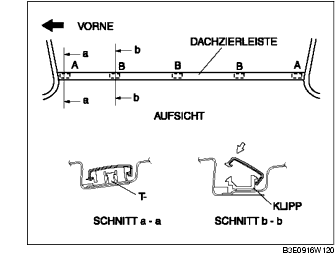 VORNE
a b
DACHZIERLEISTE
A B B B A
a b
AUFSICHT
T-
KLIPP
SCHNITT a - a SCHNITT b - b
B3E0916W120